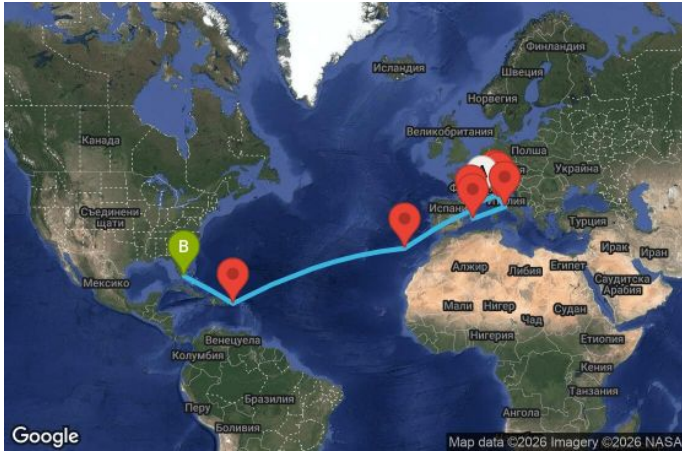 Исландия
Финландия
Швеция
Норвегия
Канада
Великобритания
Полша
Украйна
Съединени
щати
Испания
Турция
Ирак
Иран
Мексико
B
Алжир
Либия
Египет
Саудитска
Арабия
Мали
Нигер
Судан
Чад
Венецуела
Нигерия
Етиопия
Колумбия
Кения
Перу
Бразилия
Танзания
Боливия
Ангола
Google
Map data ©2026 Imagery ©2026 NASA